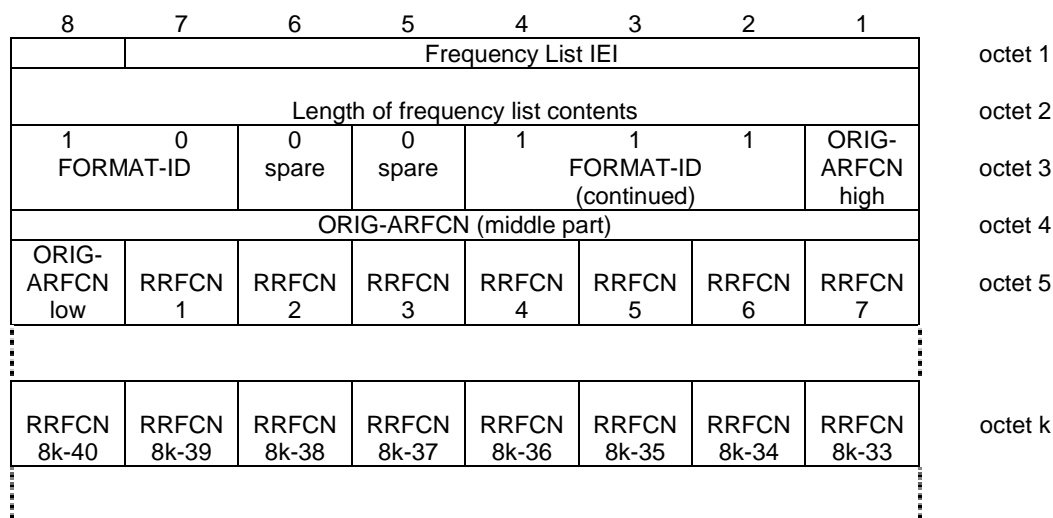 8 7 6 5 4 3 2 1
Frequency List IEI octet 1
Length of frequency list contents octet 2
1 0 0 0 1 1 1 ORIG-
FORMAT-ID spare spare FORMAT-ID ARFCN octet 3
(continued) high
ORIG-ARFCN (middle part) octet 4
ORIG-
ARFCN RRFCN RRFCN RRFCN RRFCN RRFCN RRFCN RRFCN octet 5
low 1 2 3 4 5 6 7
RRFCN RRFCN RRFCN RRFCN RRFCN RRFCN RRFCN RRFCN octet k
8k-40 8k-39 8k-38 8k-37 8k-36 8k-35 8k-34 8k-33